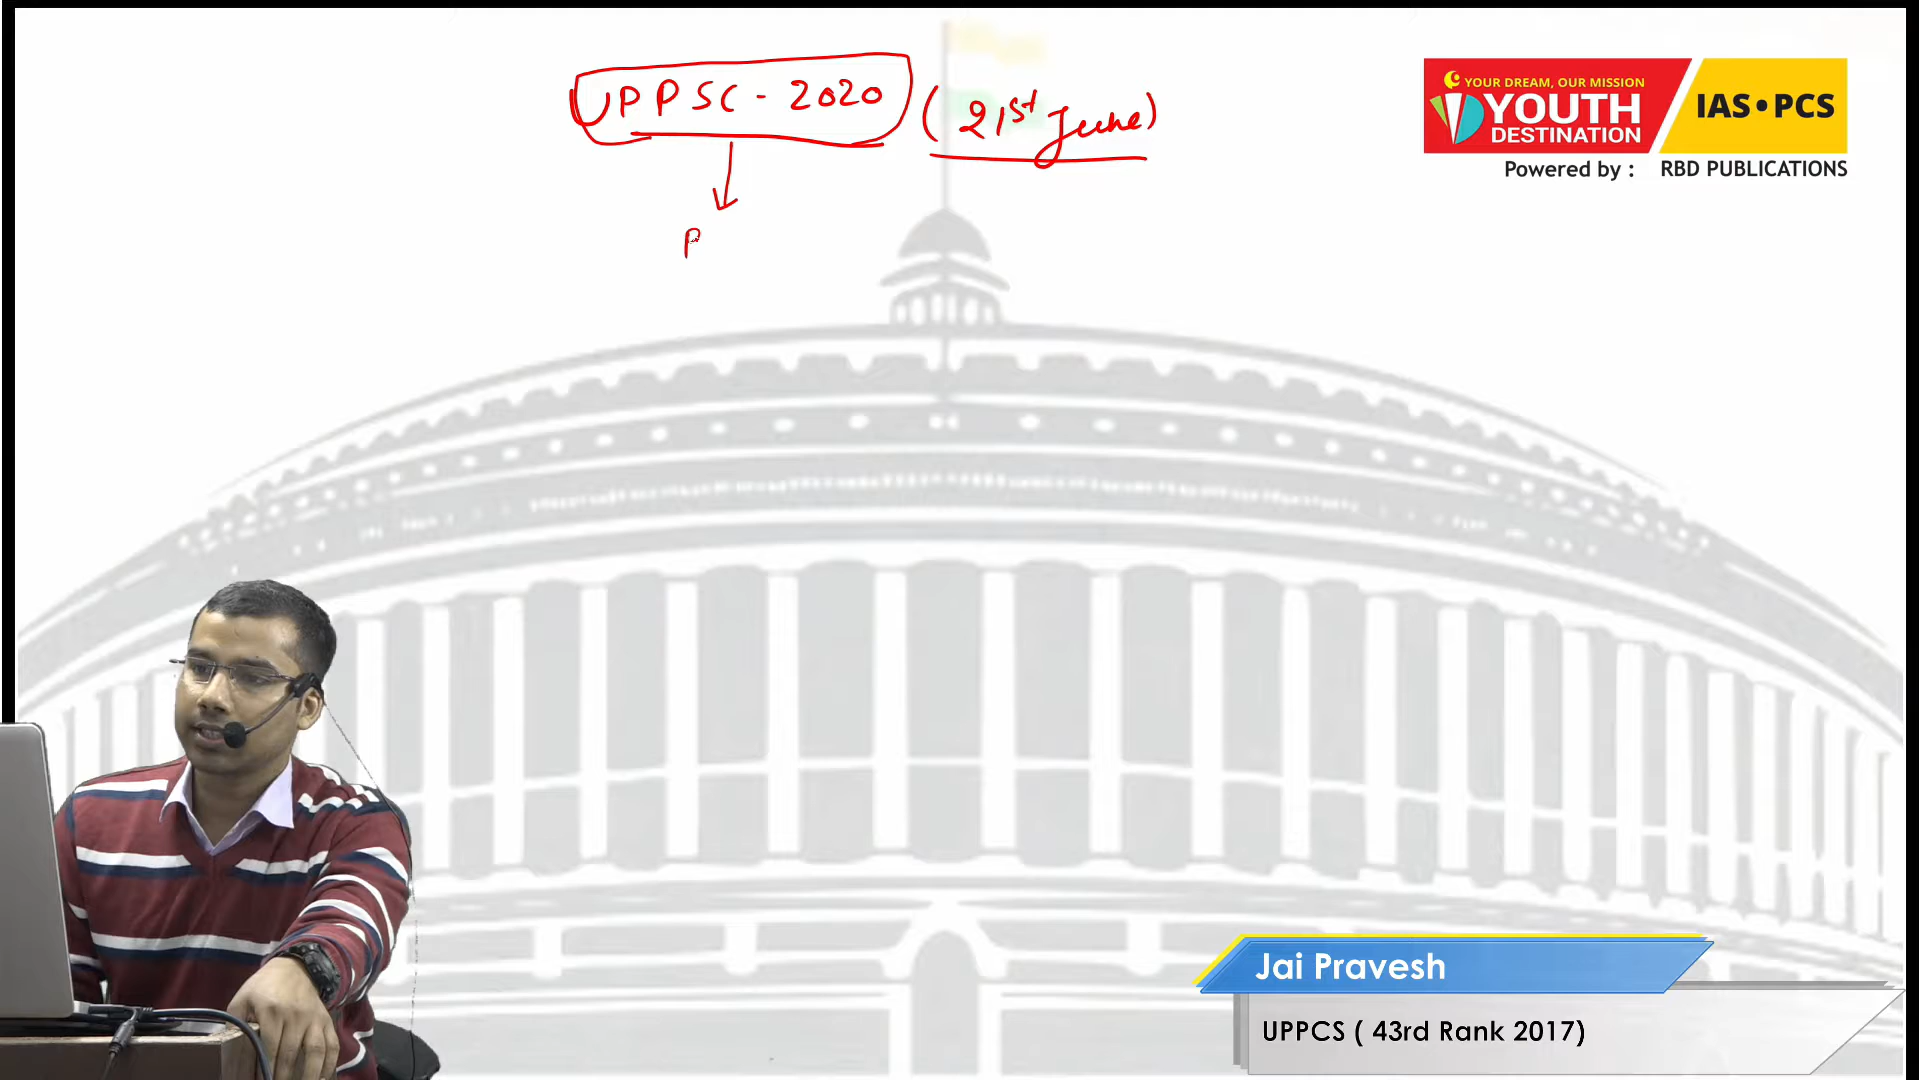 UPPSC - 2020 (21st June)
P
YOUR DREAM, OUR MISSION
YOUTH
DESTINATION
IAS•PCS
Powered by : RBD PUBLICATIONS
Jai Pravesh
UPPCS ( 43rd Rank 2017)